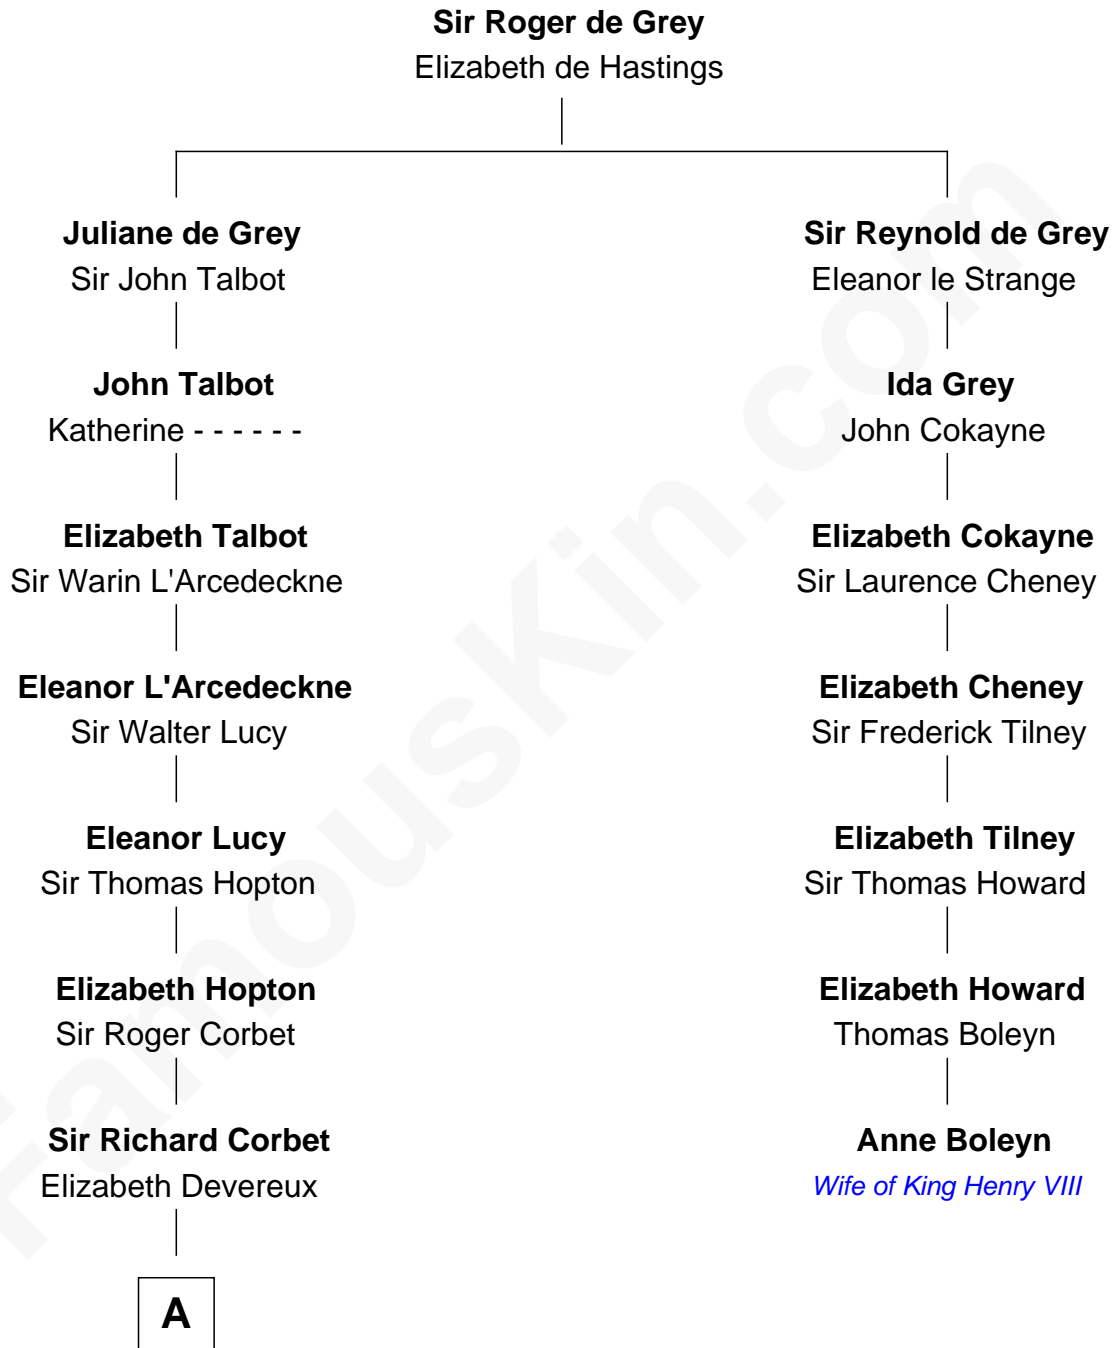 Sir Roger de Grey
Elizabeth de Hastings
Juliane de Grey
Sir John Talbot
Sir Reynold de Grey
Eleanor le Strange
John Talbot
Katherine - - - - - -
Ida Grey
John Cokayne
Elizabeth Talbot
Sir Warin L'Arcedeckne
Elizabeth Cokayne
Sir Laurence Cheney
Eleanor L'Arcedeckne
Sir Walter Lucy
Elizabeth Cheney
Sir Frederick Tilney
Eleanor Lucy
Sir Thomas Hopton
Elizabeth Tilney
Sir Thomas Howard
Elizabeth Hopton
Sir Roger Corbet
Elizabeth Howard
Thomas Boleyn
Sir Richard Corbet
Elizabeth Devereux
Anne Boleyn
Wife of King Henry VIII
A
FamousKin.com